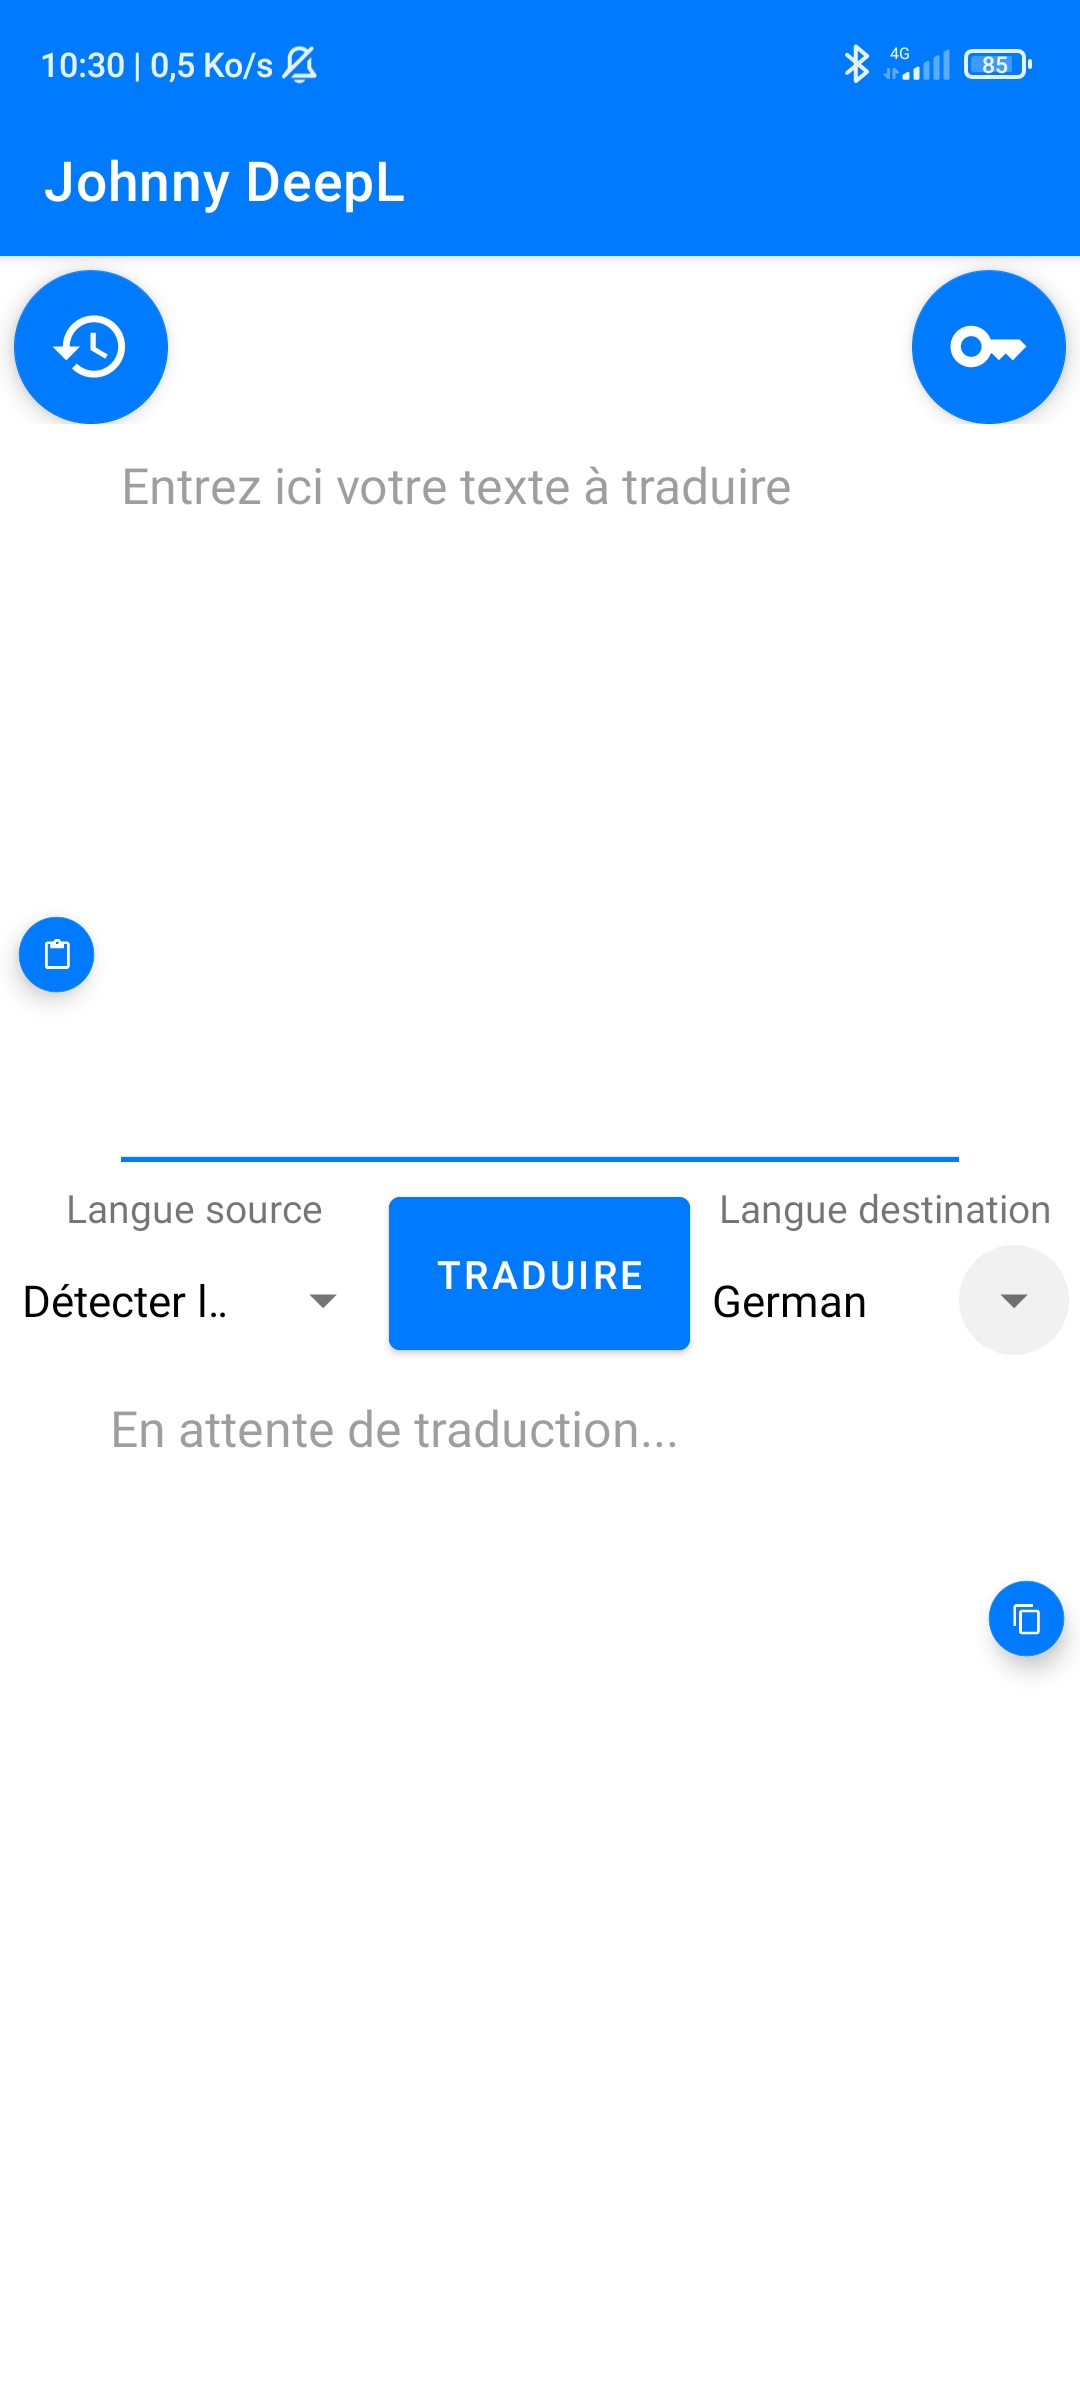 10:30 | 0,5 Ko/s
4G
85
Johnny DeepL
Entrez ici votre texte à traduire
Langue source
Langue destination
Détecter l..
TRADUIRE
German
En attente de traduction...